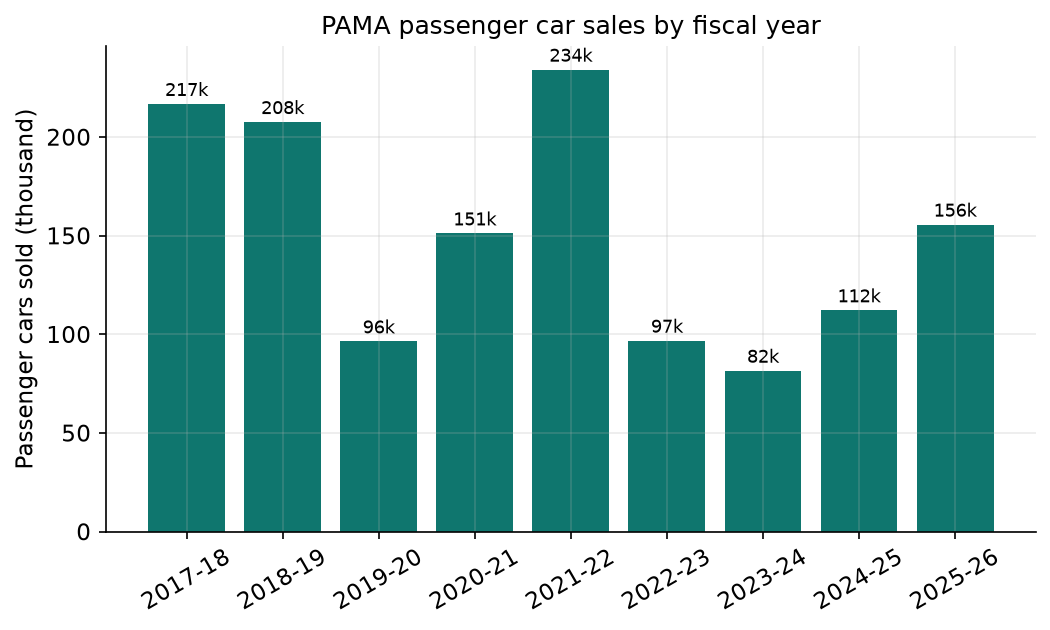 PAMA passenger car sales by fiscal year
Passenger cars sold (thousand)
200
150
100
50
0
217k
208k
96k
151k
234k
97k
82k
112k
156k
2017-18
2018-19
2019-20
2020-21
2021-22
2022-23
2023-24
2024-25
2025-26